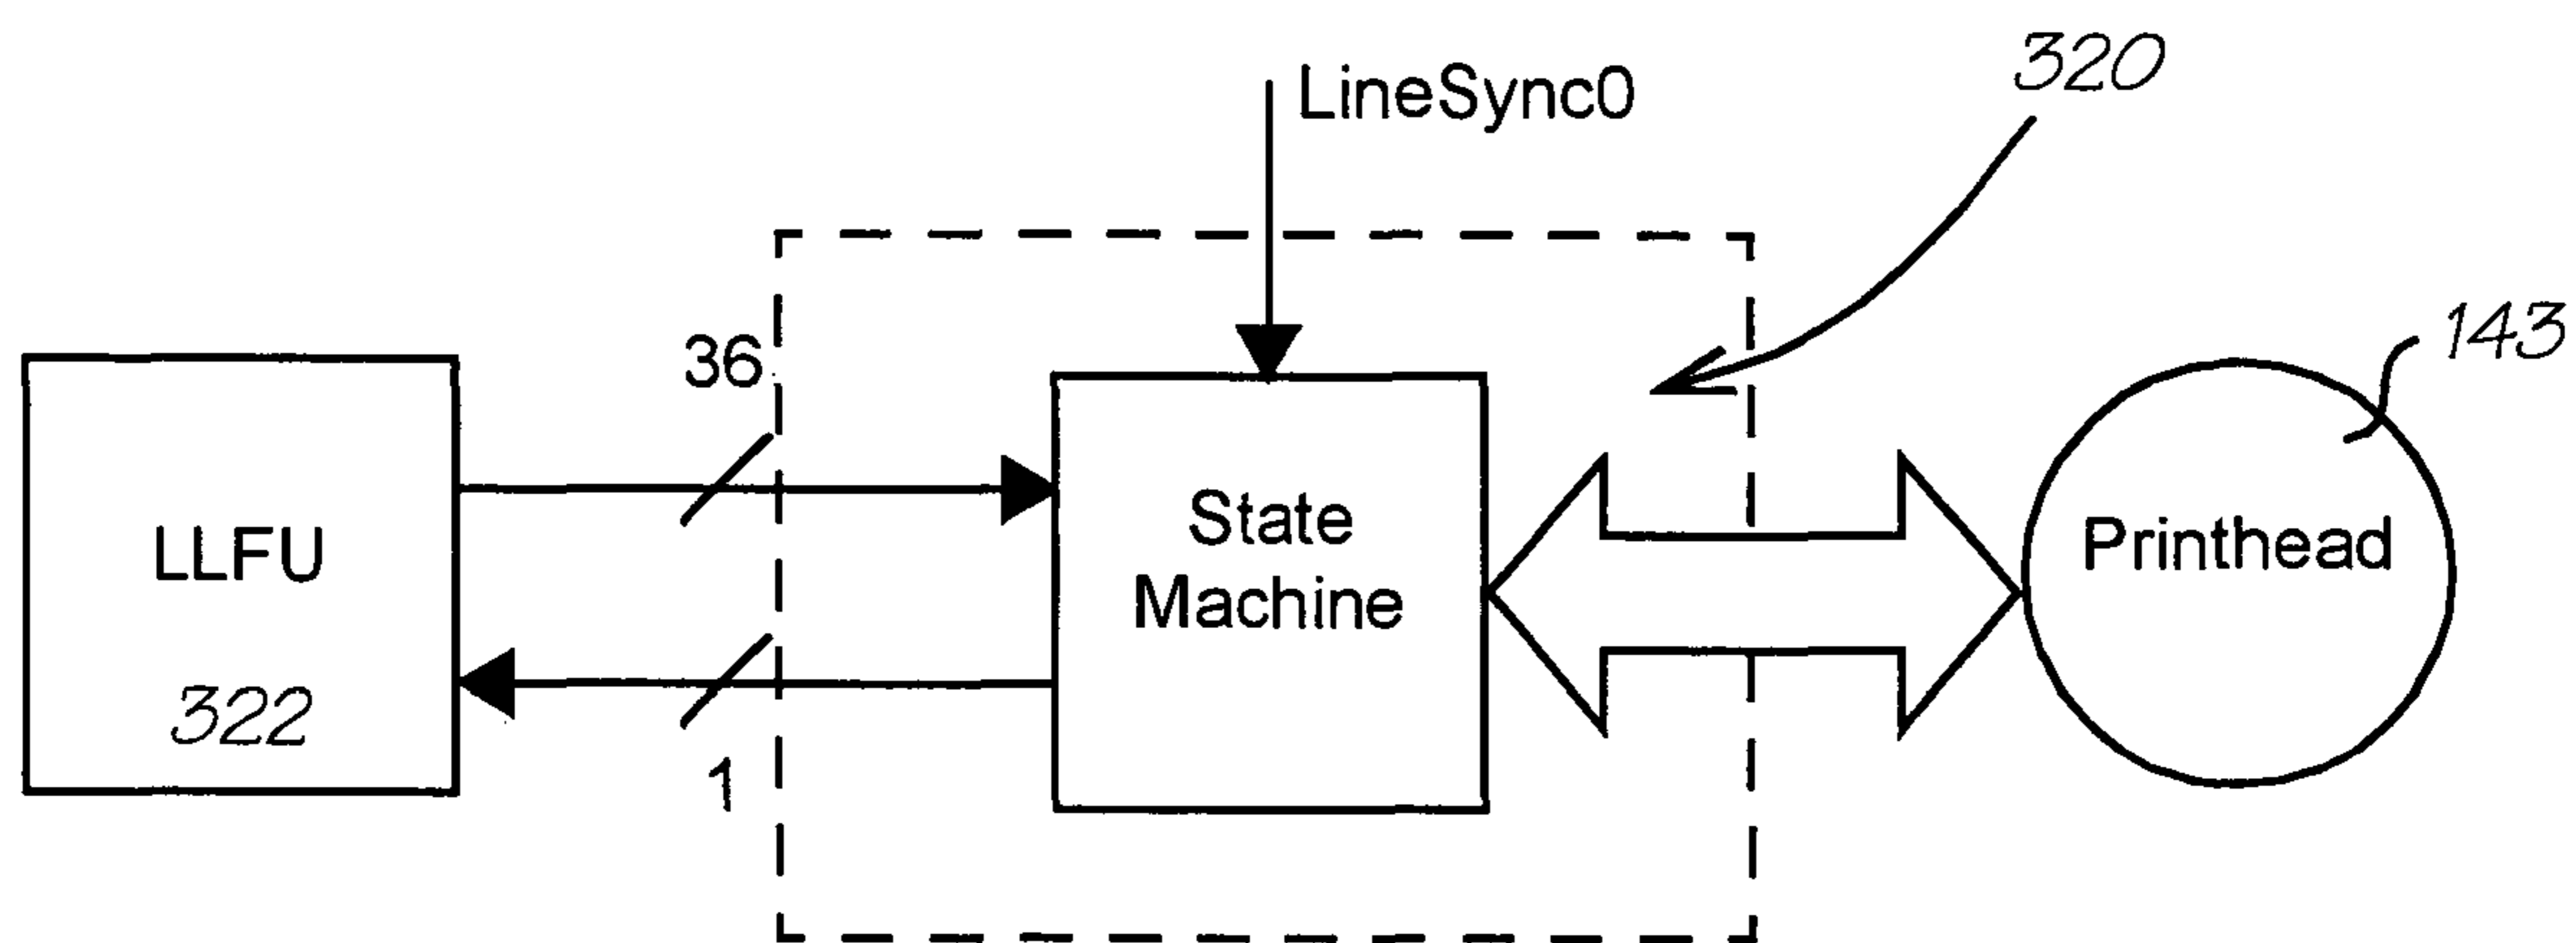 LineSync0
320
143
36
LLFU
322
1
State
Machine
Printhead